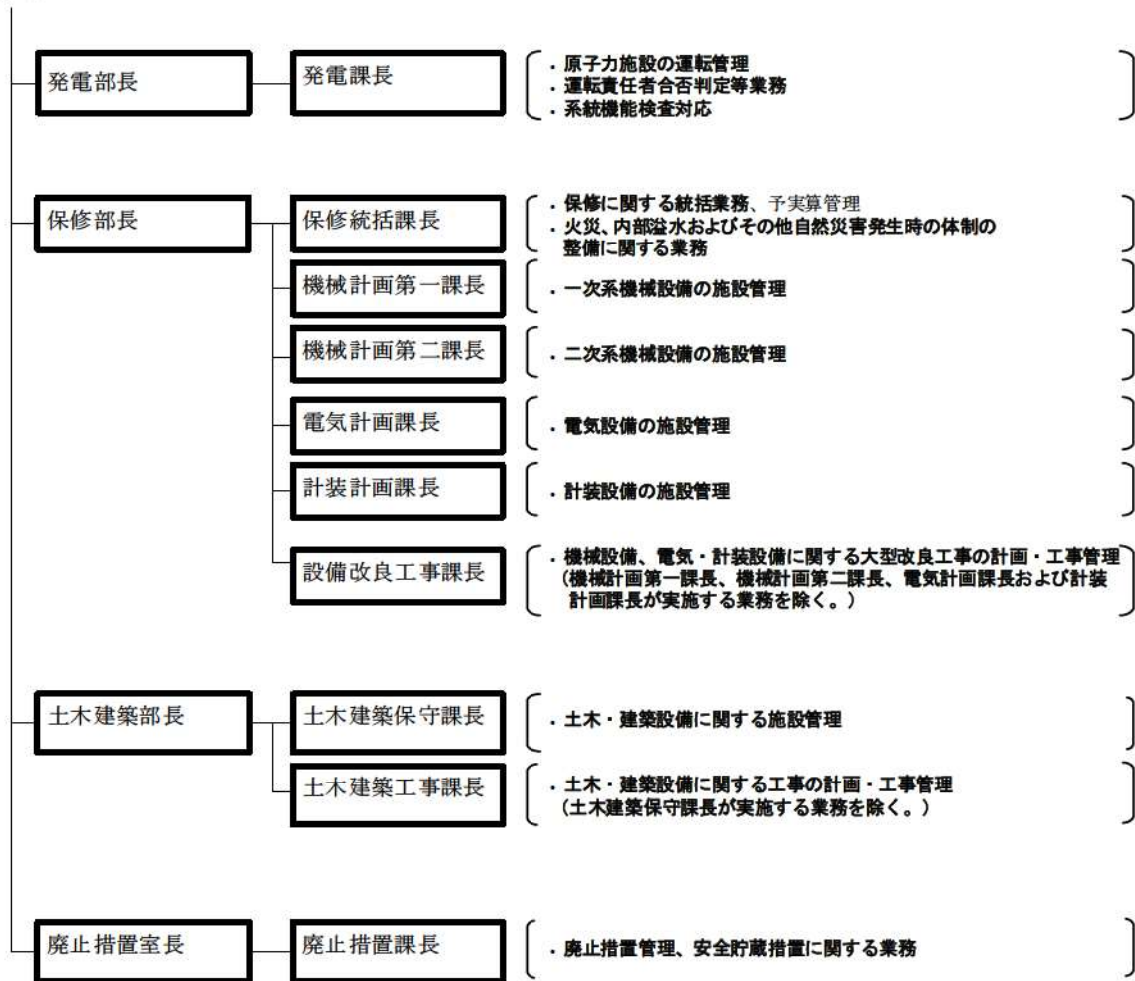 発電部長
発電課長
・原子力施設の運転管理
・運転責任者合否判定等業務
・系統機能検査対応
保修部長
保修統括課長
・保修に関する統括業務、予実算管理
・火災、内部溢水およびその他自然災害発生時の体制の
整備に関する業務
機械計画第一課長
・一次系機械設備の施設管理
機械計画第二課長
・二次系機械設備の施設管理
電気計画課長
・電気設備の施設管理
計装計画課長
・計装設備の施設管理
設備改良工事課長
・機械設備、電気・計装設備に関する大型改良工事の計画・工事管理
(機械計画第一課長、機械計画第二課長、電気計画課長および計装
計画課長が実施する業務を除く。)
土木建築部長
土木建築保守課長
・土木・建築設備に関する施設管理
土木建築工事課長
・土木・建築設備に関する工事の計画・工事管理
(土木建築保守課長が実施する業務を除く。)
廃止措置室長
廃止措置課長
・廃止措置管理、安全貯蔵措置に関する業務